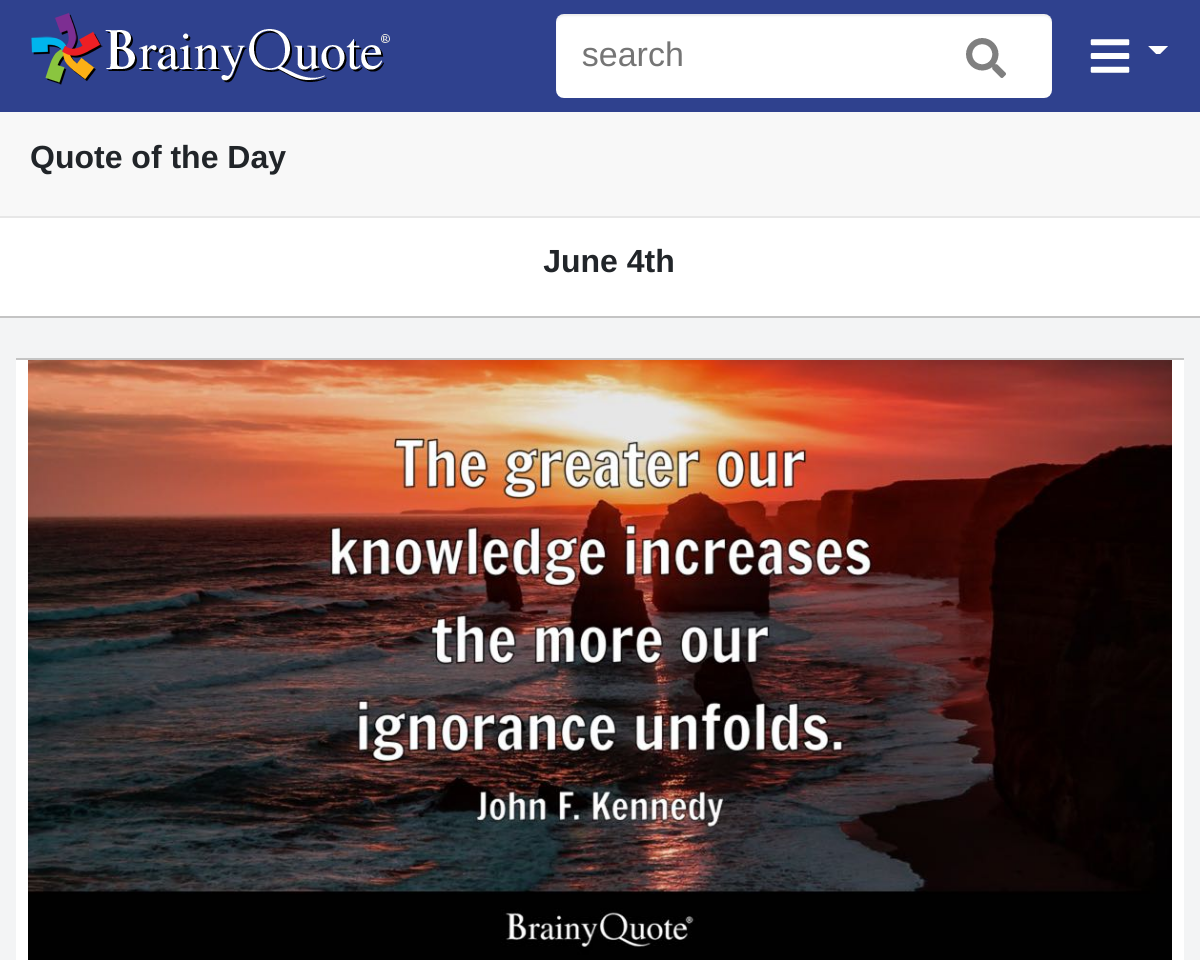 BrainyQuote®
search
Quote of the Day
June 4th
The greater our
knowledge increases
the more our
ignorance unfolds.
John F. Kennedy
BrainyQuote®